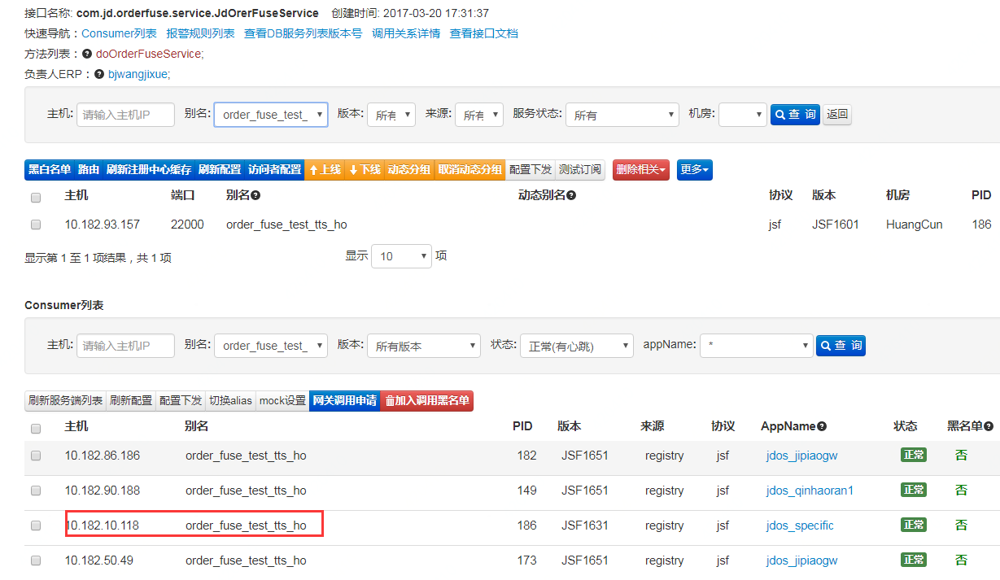 接口名称: com.jd.orderfuse.service.JdOrerFuseService 创建时间: 2017-03-20 17:31:37
快速导航：Consumer列表 报警规则列表 查看DB服务列表版本号 调用关系详情 查看接口文档
方法列表：? doOrderFuseService;
负责人ERP：? bjwangjixue;
主机: 请输入主机IP 别名: order_fuse_test_ 版本: 所有 来源: 所有 服务状态: 所有 机房: 查 询 返回
黑白名单 路由 刷新注册中心缓存 刷新配置 访问者配置 上线 下线 动态分组 取消动态分组 配置下发 测试订阅 删除相关 更多
主机 端口 别名? 动态别名? 协议 版本 机房 PID
10.182.93.157 22000 order_fuse_test_tts_ho jsf JSF1601 HuangCun 186
显示第 1 至 1 项结果，共 1 项 显示 10 项
Consumer列表
主机: 请输入主机IP 别名: order_fuse_test_ 版本: 所有版本 状态: 正常(有心跳) appName: * 查 询
刷新服务端列表 刷新配置 配置下发 切换alias mock设置 网关调用申请 加入调用黑名单
主机 别名 PID 版本 来源 协议 AppName? 状态 黑名单?
10.182.86.186 order_fuse_test_tts_ho 182 JSF1651 registry jsf jdos_jipiaogw 正常 否
10.182.90.188 order_fuse_test_tts_ho 149 JSF1651 registry jsf jdos_qinhaoran1 正常 否
10.182.10.118 order_fuse_test_tts_ho 186 JSF1631 registry jsf jdos_specific 正常 否
10.182.50.49 order_fuse_test_tts_ho 173 JSF1651 registry jsf jdos_jipiaogw 正常 否